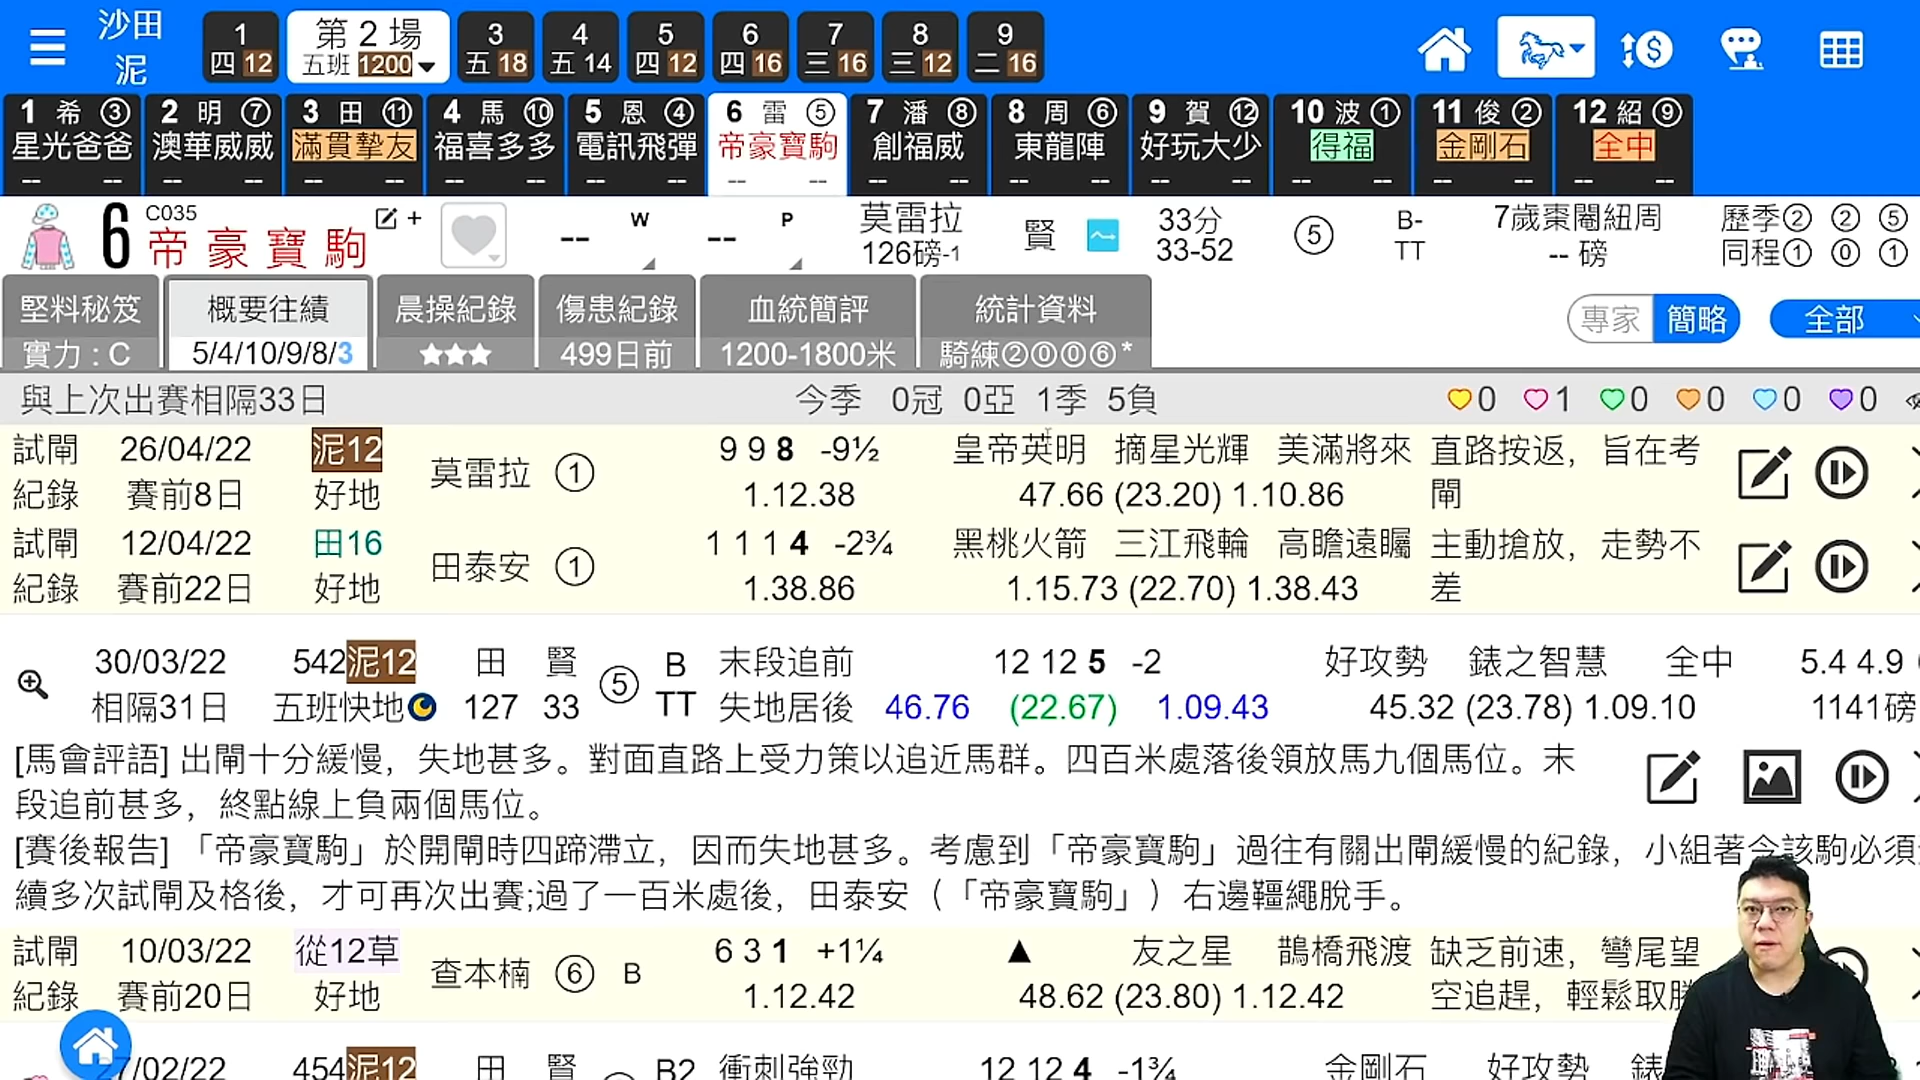 沙田
泥
1
四 12
第 2 場
五班 1200
3
五 18
4
五 14
5
四 12
6
四 16
7
三 16
8
三 12
9
二 16
1 希 ③
星光爸爸
-- --
2 明 ⑦
澳華威威
-- --
3 田 ⑪
滿貫摯友
-- --
4 馬 ⑩
福喜多多
-- --
5 恩 ④
電訊飛彈
-- --
6 雷 ⑤
帝豪寶駒
-- --
7 潘 ⑧
創福威
-- --
8 周 ⑥
東龍陣
-- --
9 賀 ⑫
好玩大少
-- --
10 波 ①
得福
-- --
11 俊 ②
金剛石
-- --
12 紹 ⑨
全中
-- --
6 C035
帝豪寶駒
-- W -- P
莫雷拉 賢 33分 ⑤ B- 7歲棗閹紐周 歷季② ② ⑤
126磅-1 33-52 TT -- 磅 同程① ⓪ ①
堅料秘笈 概要往績 晨操紀錄 傷患紀錄 血統簡評 統計資料 專家 簡略 全部
實力 : C 5/4/10/9/8/3 ★★★ 499日前 1200-1800米 騎練②⓪⓪⑥*
與上次出賽相隔33日 今季 0冠 0亞 1季 5負 0 1 0 0 0 0
試閘 26/04/22 泥12 莫雷拉 ① 9 9 8 -9½ 皇帝英明 摘星光輝 美滿將來 直路按返，旨在考
紀錄 賽前8日 好地 1.12.38 47.66 (23.20) 1.10.86 閘
試閘 12/04/22 田16 田泰安 ① 1 1 1 4 -2¾ 黑桃火箭 三江飛輪 高瞻遠矚 主動搶放，走勢不
紀錄 賽前22日 好地 1.38.86 1.15.73 (22.70) 1.38.43 差
30/03/22 542泥12 田 賢 ⑤ B 末段追前 12 12 5 -2 好攻勢 錶之智慧 全中 5.4 4.9
相隔31日 五班快地 127 33 TT 失地居後 46.76 (22.67) 1.09.43 45.32 (23.78) 1.09.10 1141磅
[馬會評語] 出閘十分緩慢，失地甚多。對面直路上受力策以追近馬群。四百米處落後領放馬九個馬位。末
段追前甚多，終點線上負兩個馬位。
[賽後報告] 「帝豪寶駒」於開閘時四蹄滯立，因而失地甚多。考慮到「帝豪寶駒」過往有關出閘緩慢的紀錄，小組著令該駒必須
續多次試閘及格後，才可再次出賽;過了一百米處後，田泰安（「帝豪寶駒」）右邊韁繩脫手。
試閘 10/03/22 從12草 查本楠 ⑥ B 6 3 1 +1¼ ▲ 友之星 鵲橋飛渡 缺乏前速，彎尾望
紀錄 賽前20日 好地 1.12.42 48.62 (23.80) 1.12.42 空追趕，輕鬆取
27/02/22 454泥12 田 賢 B2 衝刺強勁 12 12 4 -1¾ 金剛石 好攻勢 錶